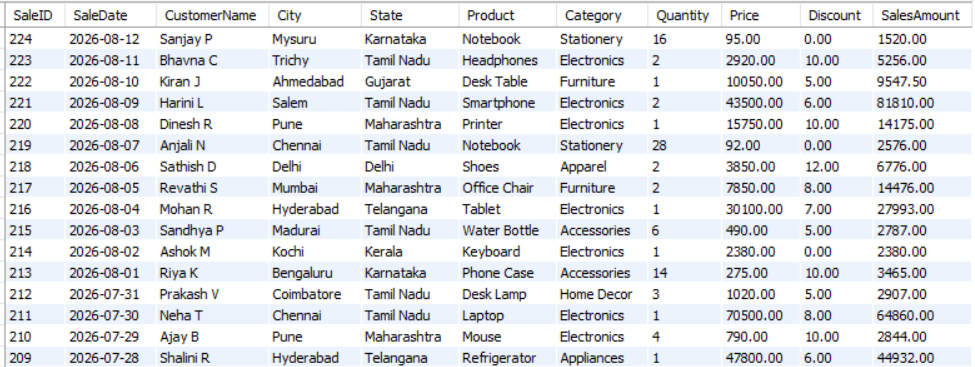 SaleID SaleDate CustomerName City State Product Category Quantity Price Discount SalesAmount
224 2026-08-12 Sanjay P Mysuru Karnataka Notebook Stationery 16 95.00 0.00 1520.00
223 2026-08-11 Bhavna C Trichy Tamil Nadu Headphones Electronics 2 2920.00 10.00 5256.00
222 2026-08-10 Kiran J Ahmedabad Gujarat Desk Table Furniture 1 10050.00 5.00 9547.50
221 2026-08-09 Harini L Salem Tamil Nadu Smartphone Electronics 2 43500.00 6.00 81810.00
220 2026-08-08 Dinesh R Pune Maharashtra Printer Electronics 1 15750.00 10.00 14175.00
219 2026-08-07 Anjali N Chennai Tamil Nadu Notebook Stationery 28 92.00 0.00 2576.00
218 2026-08-06 Sathish D Delhi Delhi Shoes Apparel 2 3850.00 12.00 6776.00
217 2026-08-05 Revathi S Mumbai Maharashtra Office Chair Furniture 2 7850.00 8.00 14476.00
216 2026-08-04 Mohan R Hyderabad Telangana Tablet Electronics 1 30100.00 7.00 27993.00
215 2026-08-03 Sandhya P Madurai Tamil Nadu Water Bottle Accessories 6 490.00 5.00 2787.00
214 2026-08-02 Ashok M Kochi Kerala Keyboard Electronics 1 2380.00 0.00 2380.00
213 2026-08-01 Riya K Bengaluru Karnataka Phone Case Accessories 14 275.00 10.00 3465.00
212 2026-07-31 Prakash V Coimbatore Tamil Nadu Desk Lamp Home Decor 3 1020.00 5.00 2907.00
211 2026-07-30 Neha T Chennai Tamil Nadu Laptop Electronics 1 70500.00 8.00 64860.00
210 2026-07-29 Ajay B Pune Maharashtra Mouse Electronics 4 790.00 10.00 2844.00
209 2026-07-28 Shalini R Hyderabad Telangana Refrigerator Appliances 1 47800.00 6.00 44932.00